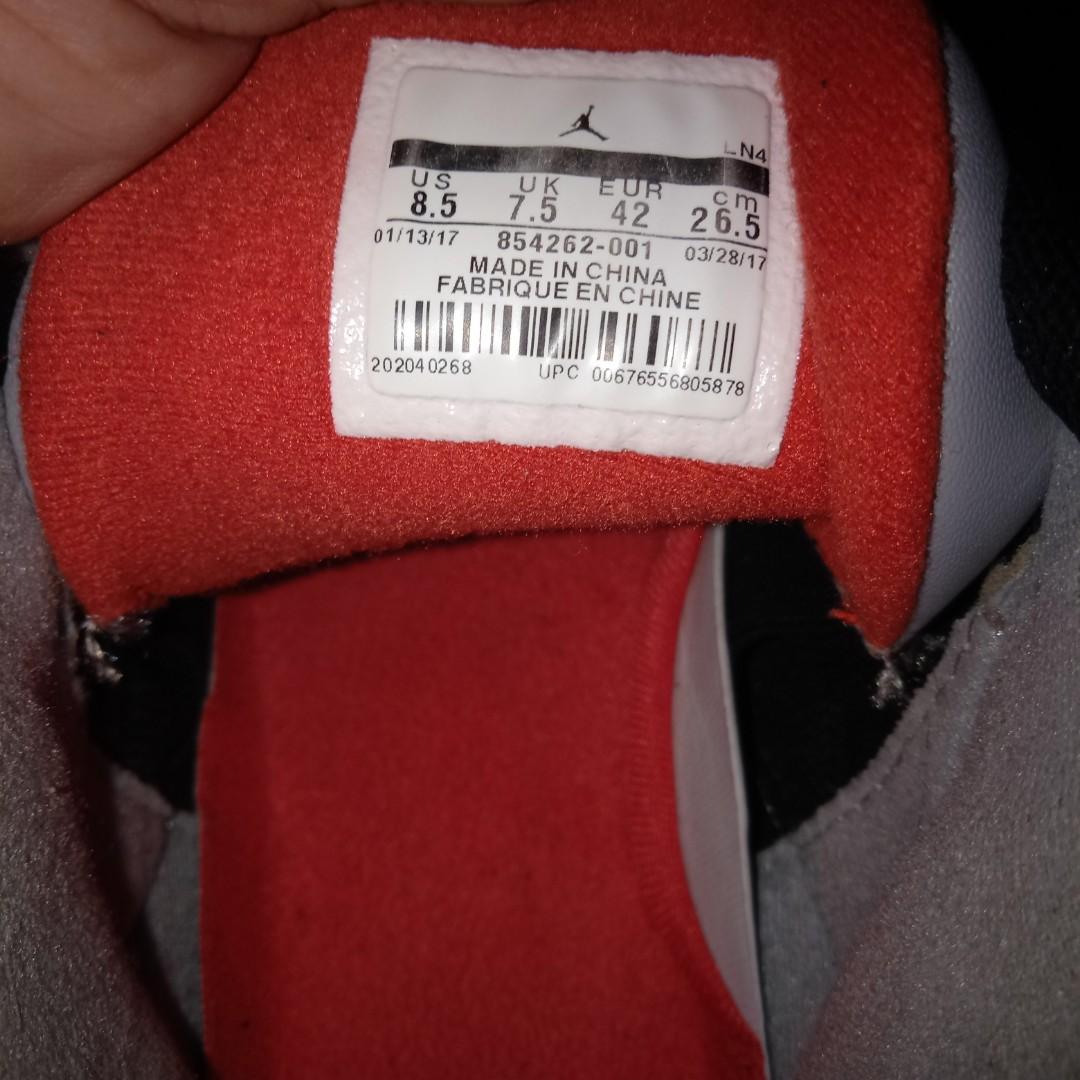 LN4
US UK EUR cm
8.5 7.5 42 26.5
01/13/17 854262-001 03/28/17
MADE IN CHINA
FABRIQUE EN CHINE
202040268 UPC 00676556805878